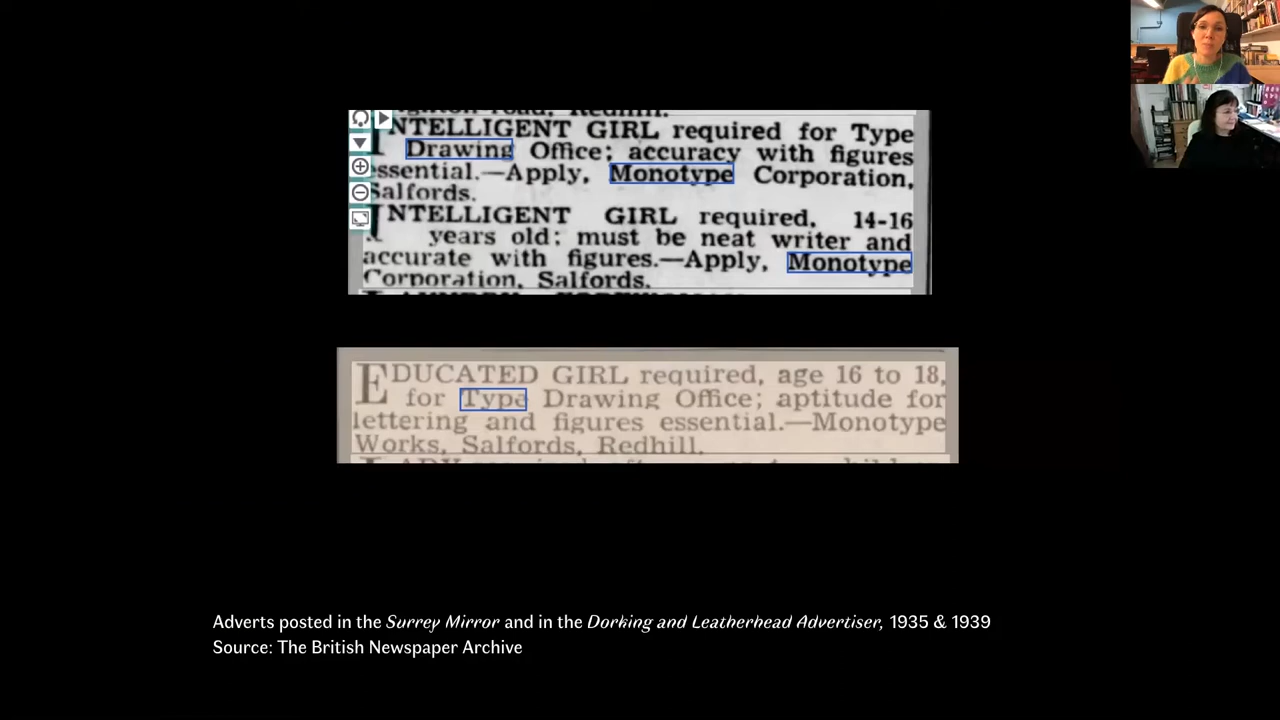 INTELLIGENT GIRL required for Type
Drawing Office; accuracy with figures
essential.—Apply, Monotype Corporation,
Salfords.
INTELLIGENT GIRL required, 14-16
years old; must be neat writer and
accurate with figures.—Apply, Monotype
Corporation, Salfords.
EDUCATED GIRL required, age 16 to 18,
for Type Drawing Office; aptitude for
lettering and figures essential.—Monotype
Works, Salfords, Redhill.
Adverts posted in the Surrey Mirror and in the Dorking and Leatherhead Advertiser, 1935 & 1939
Source: The British Newspaper Archive